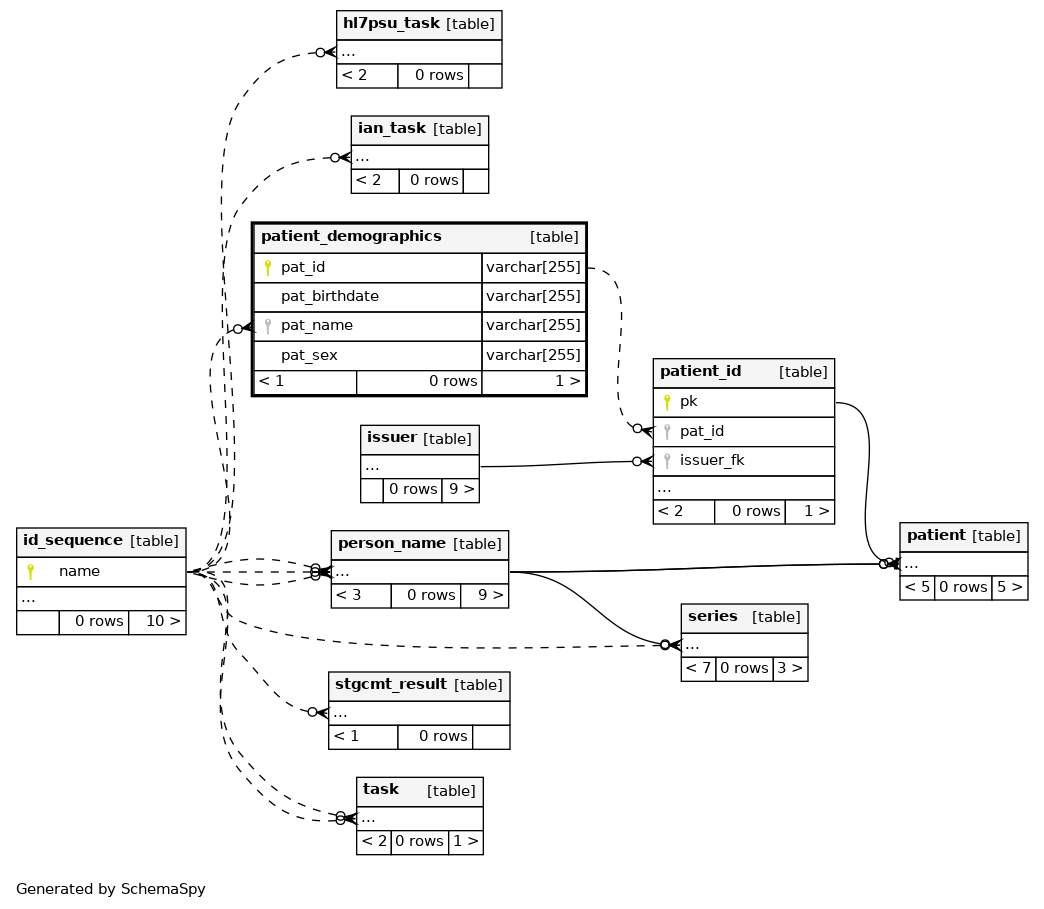 hl7psu_task [table]
...
< 2 0 rows
ian_task [table]
...
< 2 0 rows
patient_demographics [table]
pat_id varchar[255]
pat_birthdate varchar[255]
pat_name varchar[255]
pat_sex varchar[255]
< 1 0 rows 1 >
patient_id [table]
pk
pat_id
issuer_fk
...
< 2 0 rows 1 >
issuer [table]
...
0 rows 9 >
id_sequence [table]
name
...
0 rows 10 >
person_name [table]
...
< 3 0 rows 9 >
patient [table]
...
< 5 0 rows 5 >
series [table]
...
< 7 0 rows 3 >
stgcmt_result [table]
...
< 1 0 rows
task [table]
...
< 2 0 rows 1 >
Generated by SchemaSpy